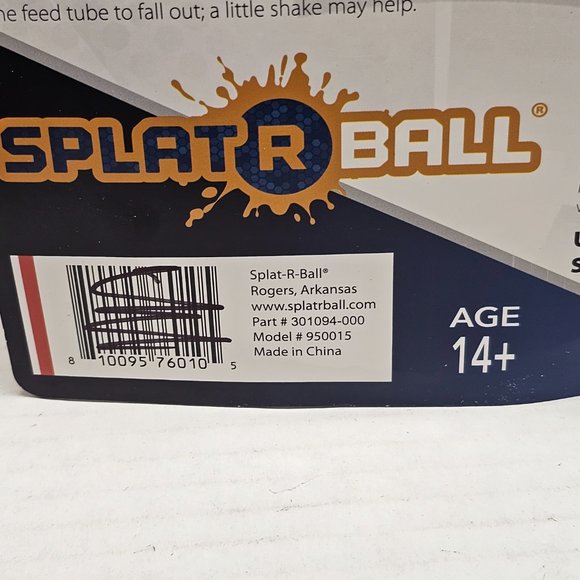 he feed tube to fall out; a little shake may help.
SPLAT R BALL®
Splat-R-Ball®
Rogers, Arkansas
www.splatrball.com
Part # 301094-000
Model # 950015
Made in China
8 10095 76010 5
AGE
14+